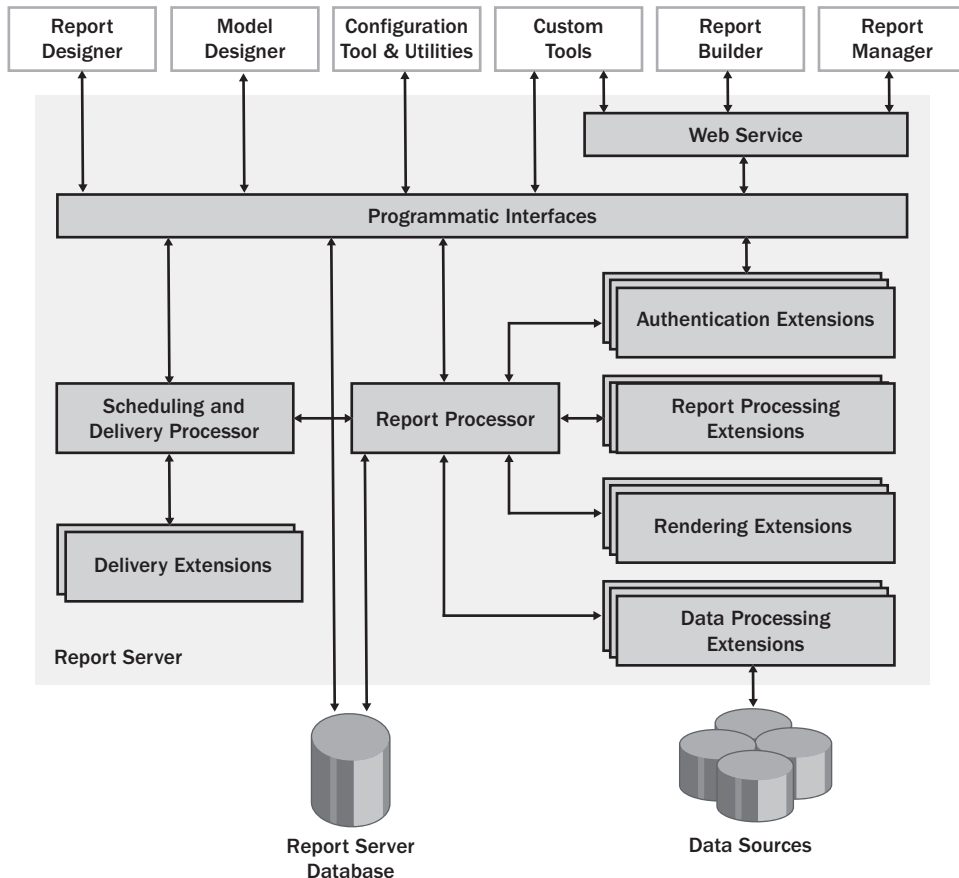 Report
Designer
Model
Designer
Configuration
Tool & Utilities
Custom
Tools
Report
Builder
Report
Manager
Web Service
Programmatic Interfaces
Authentication Extensions
Scheduling and
Delivery Processor
Report Processor
Report Processing
Extensions
Rendering Extensions
Delivery Extensions
Data Processing
Extensions
Report Server
Report Server
Database
Data Sources